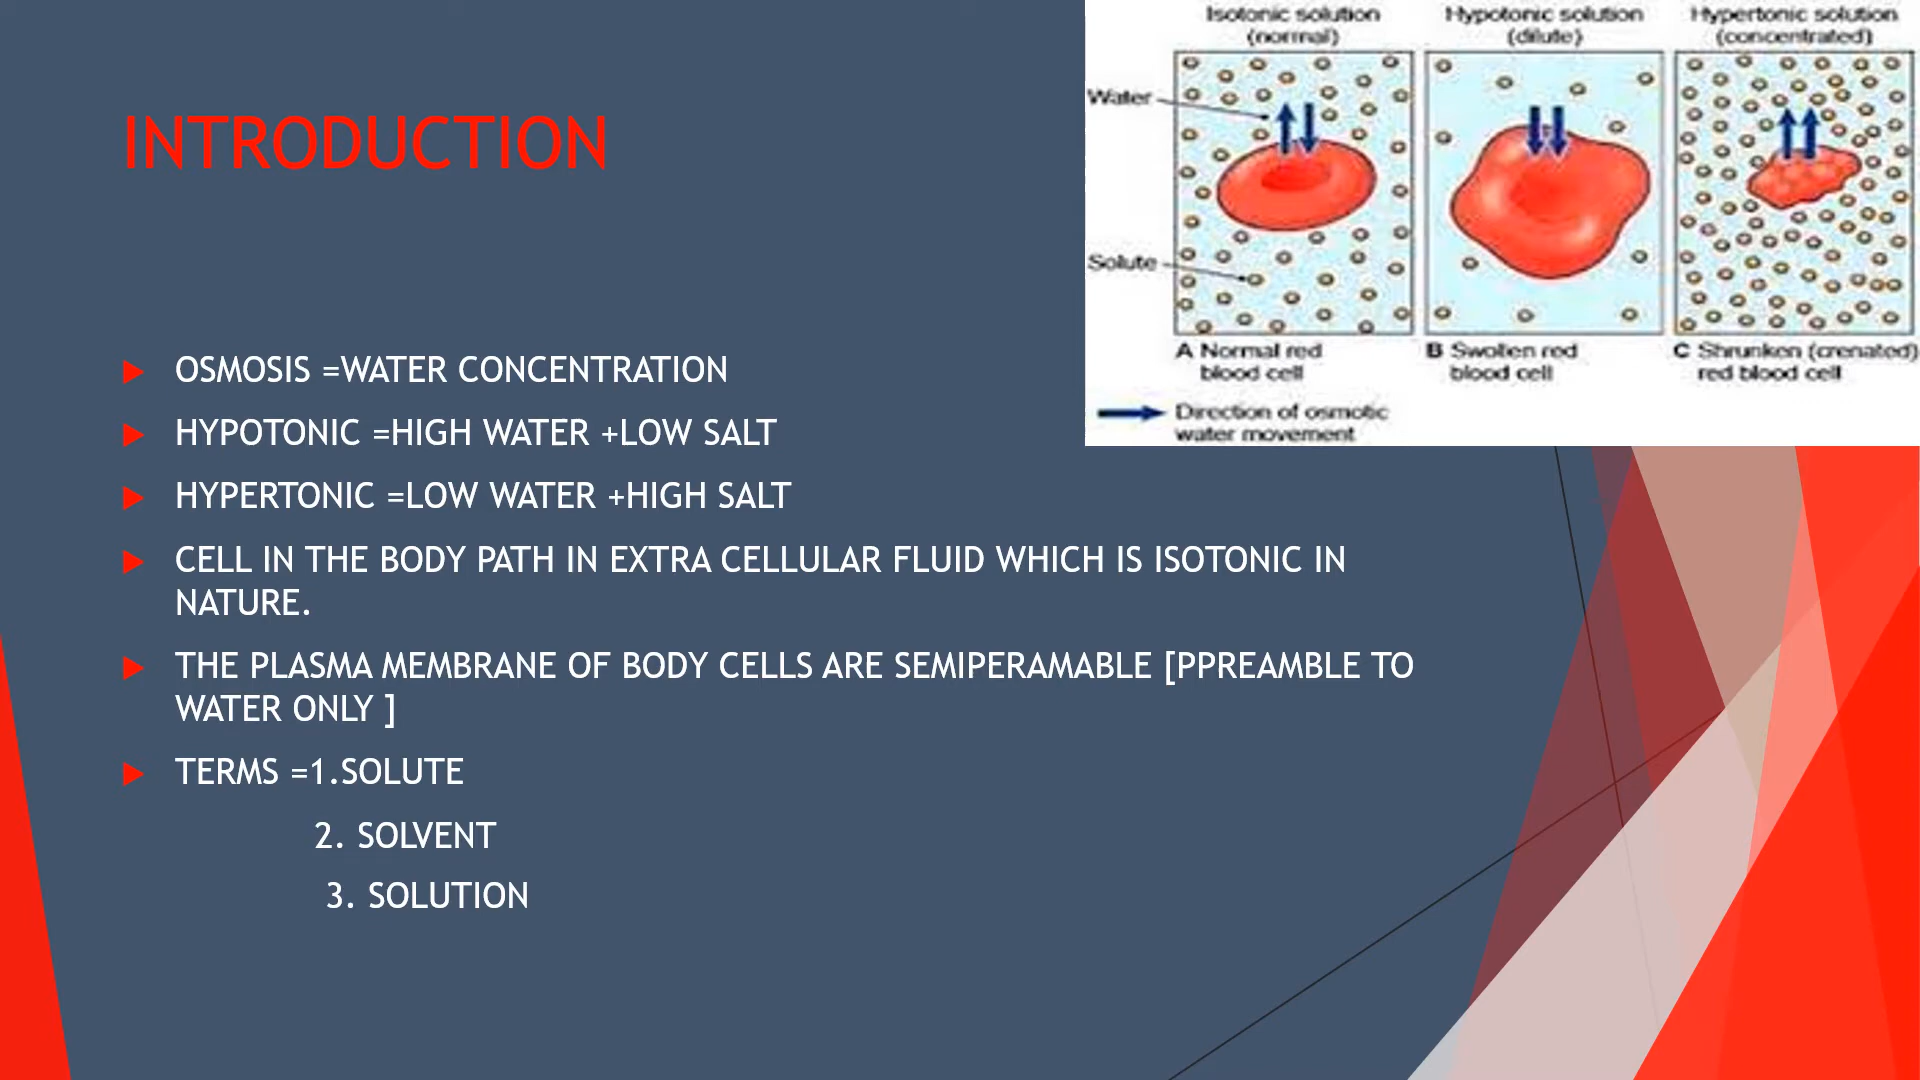 INTRODUCTION
OSMOSIS =WATER CONCENTRATION
HYPOTONIC =HIGH WATER +LOW SALT
HYPERTONIC =LOW WATER +HIGH SALT
CELL IN THE BODY PATH IN EXTRA CELLULAR FLUID WHICH IS ISOTONIC IN
NATURE.
THE PLASMA MEMBRANE OF BODY CELLS ARE SEMIPERAMABLE [PPREAMBLE TO
WATER ONLY ]
TERMS =1.SOLUTE
2. SOLVENT
3. SOLUTION
Isotonic solution
(normal)
Hypotonic solution
(dilute)
Hypertonic solution
(concentrated)
Water
Solute
A Normal red
blood cell
B Swollen red
blood cell
C Shrunken (crenated)
red blood cell
Direction of osmotic
water movement